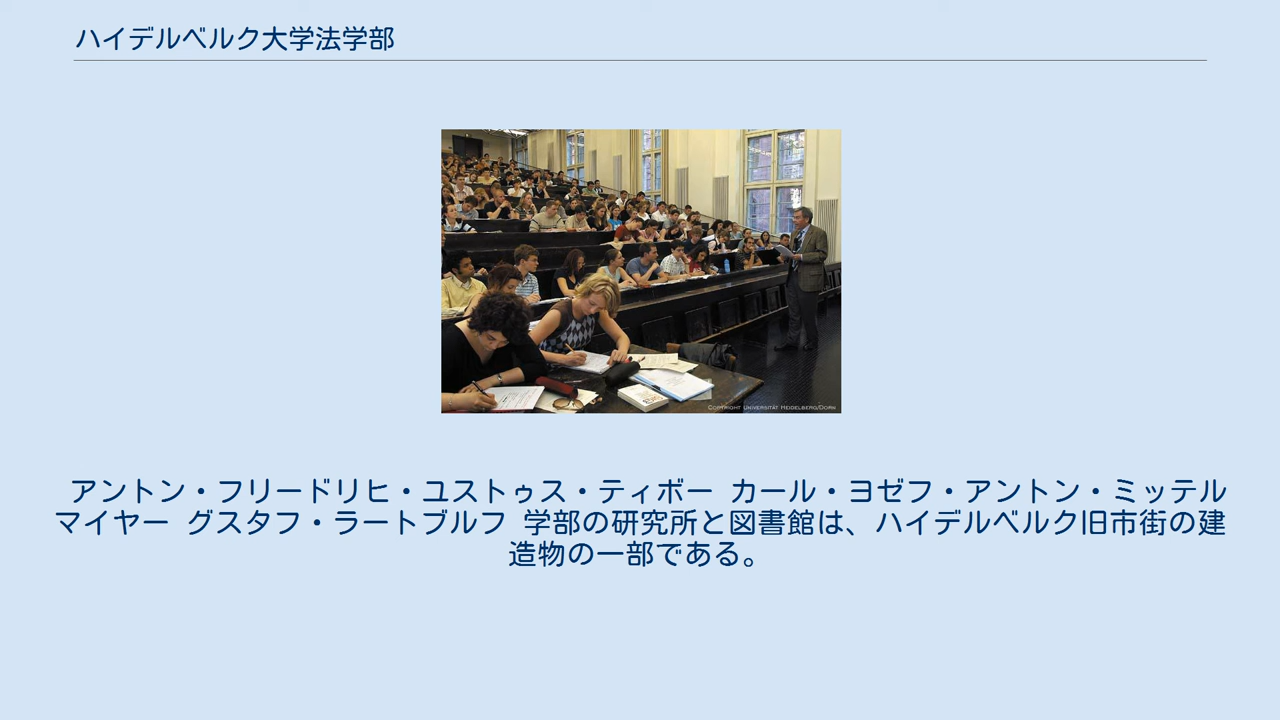 ハイデルベルク大学法学部
COPYRIGHT UNIVERSITÄT HEIDELBERG/DORN
アントン・フリードリヒ・ユストゥス・ティボー カール・ヨゼフ・アントン・ミッテル
マイヤー グスタフ・ラートブルフ 学部の研究所と図書館は、ハイデルベルク旧市街の建
造物の一部である。